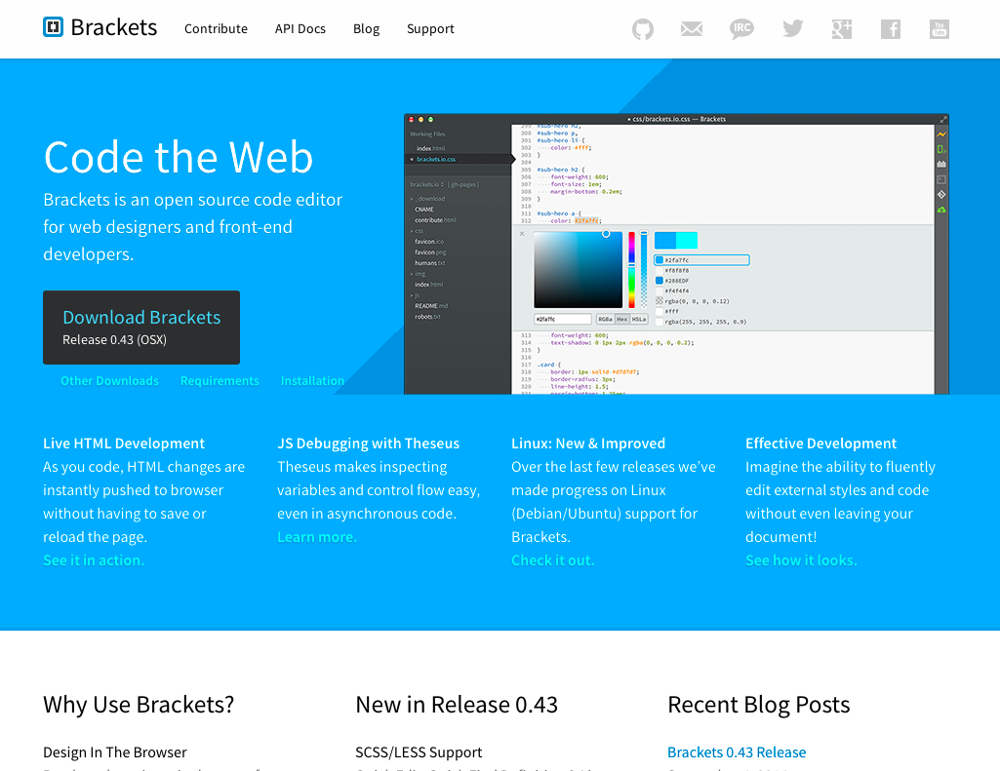 Brackets
Contribute
API Docs
Blog
Support
IRC
You
Tube
Code the Web
Brackets is an open source code editor
for web designers and front-end
developers.
Download Brackets
Release 0.43 (OSX)
Other Downloads
Requirements
Installation
• css/brackets.io.css — Brackets
Working Files
index.html
brackets.io.css
brackets.io
| gh-pages |
_download
CNAME
contribute.html
css
favicon.ico
favicon.png
humans.txt
img
index.html
js
README.md
robots.txt
299 #sub-hero h2,
300 #sub-hero p,
301 #sub-hero li {
302 color: #fff;
303 }
304
305 #sub-hero h2 {
306 font-weight: 600;
307 font-size: 1em;
308 margin-bottom: 0.2em;
309 }
310
311 #sub-hero a {
312 color: #2fa7fc;
#2fa7fc
#f8f8f8
#288EDF
#f4f4f4
rgba(0, 0, 0, 0.12)
#fff
rgba(255, 255, 255, 0.9)
#2fa7fc
RGBa Hex HSLa
313 font-weight: 600;
314 text-shadow: 0 1px 2px rgba(0, 0, 0, 0.2);
315 }
316
317 .card {
318 border: 1px solid #d7d7d7;
319 border-radius: 3px;
320 line-height: 1.5;
321 margin-bottom: 1.25em;
Live HTML Development
As you code, HTML changes are
instantly pushed to browser
without having to save or
reload the page.
See it in action.
JS Debugging with Theseus
Theseus makes inspecting
variables and control flow easy,
even in asynchronous code.
Learn more.
Linux: New & Improved
Over the last few releases we've
made progress on Linux
(Debian/Ubuntu) support for
Brackets.
Check it out.
Effective Development
Imagine the ability to fluently
edit external styles and code
without even leaving your
document!
See how it looks.
Why Use Brackets?
Design In The Browser
New in Release 0.43
SCSS/LESS Support
Recent Blog Posts
Brackets 0.43 Release